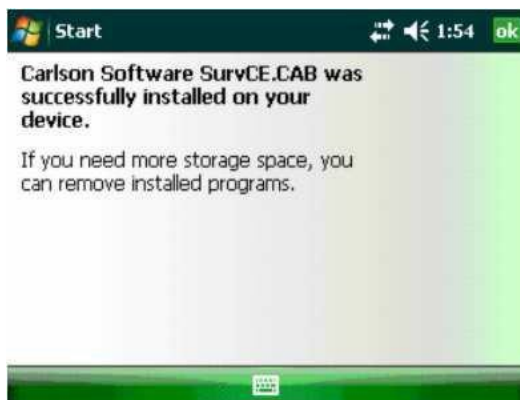 Start 1:54 ok
Carlson Software SurvCE.CAB was
successfully installed on your
device.
If you need more storage space, you
can remove installed programs.